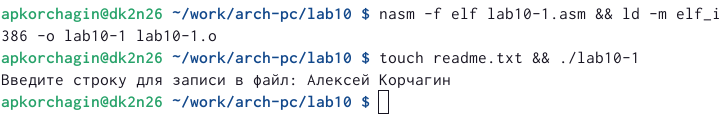 apkorchagin@dk2n26 ~/work/arch-pc/lab10 $ nasm -f elf lab10-1.asm && ld -m elf_i
386 -o lab10-1 lab10-1.o
apkorchagin@dk2n26 ~/work/arch-pc/lab10 $ touch readme.txt && ./lab10-1
Введите строку для записи в файл: Алексей Корчагин
apkorchagin@dk2n26 ~/work/arch-pc/lab10 $